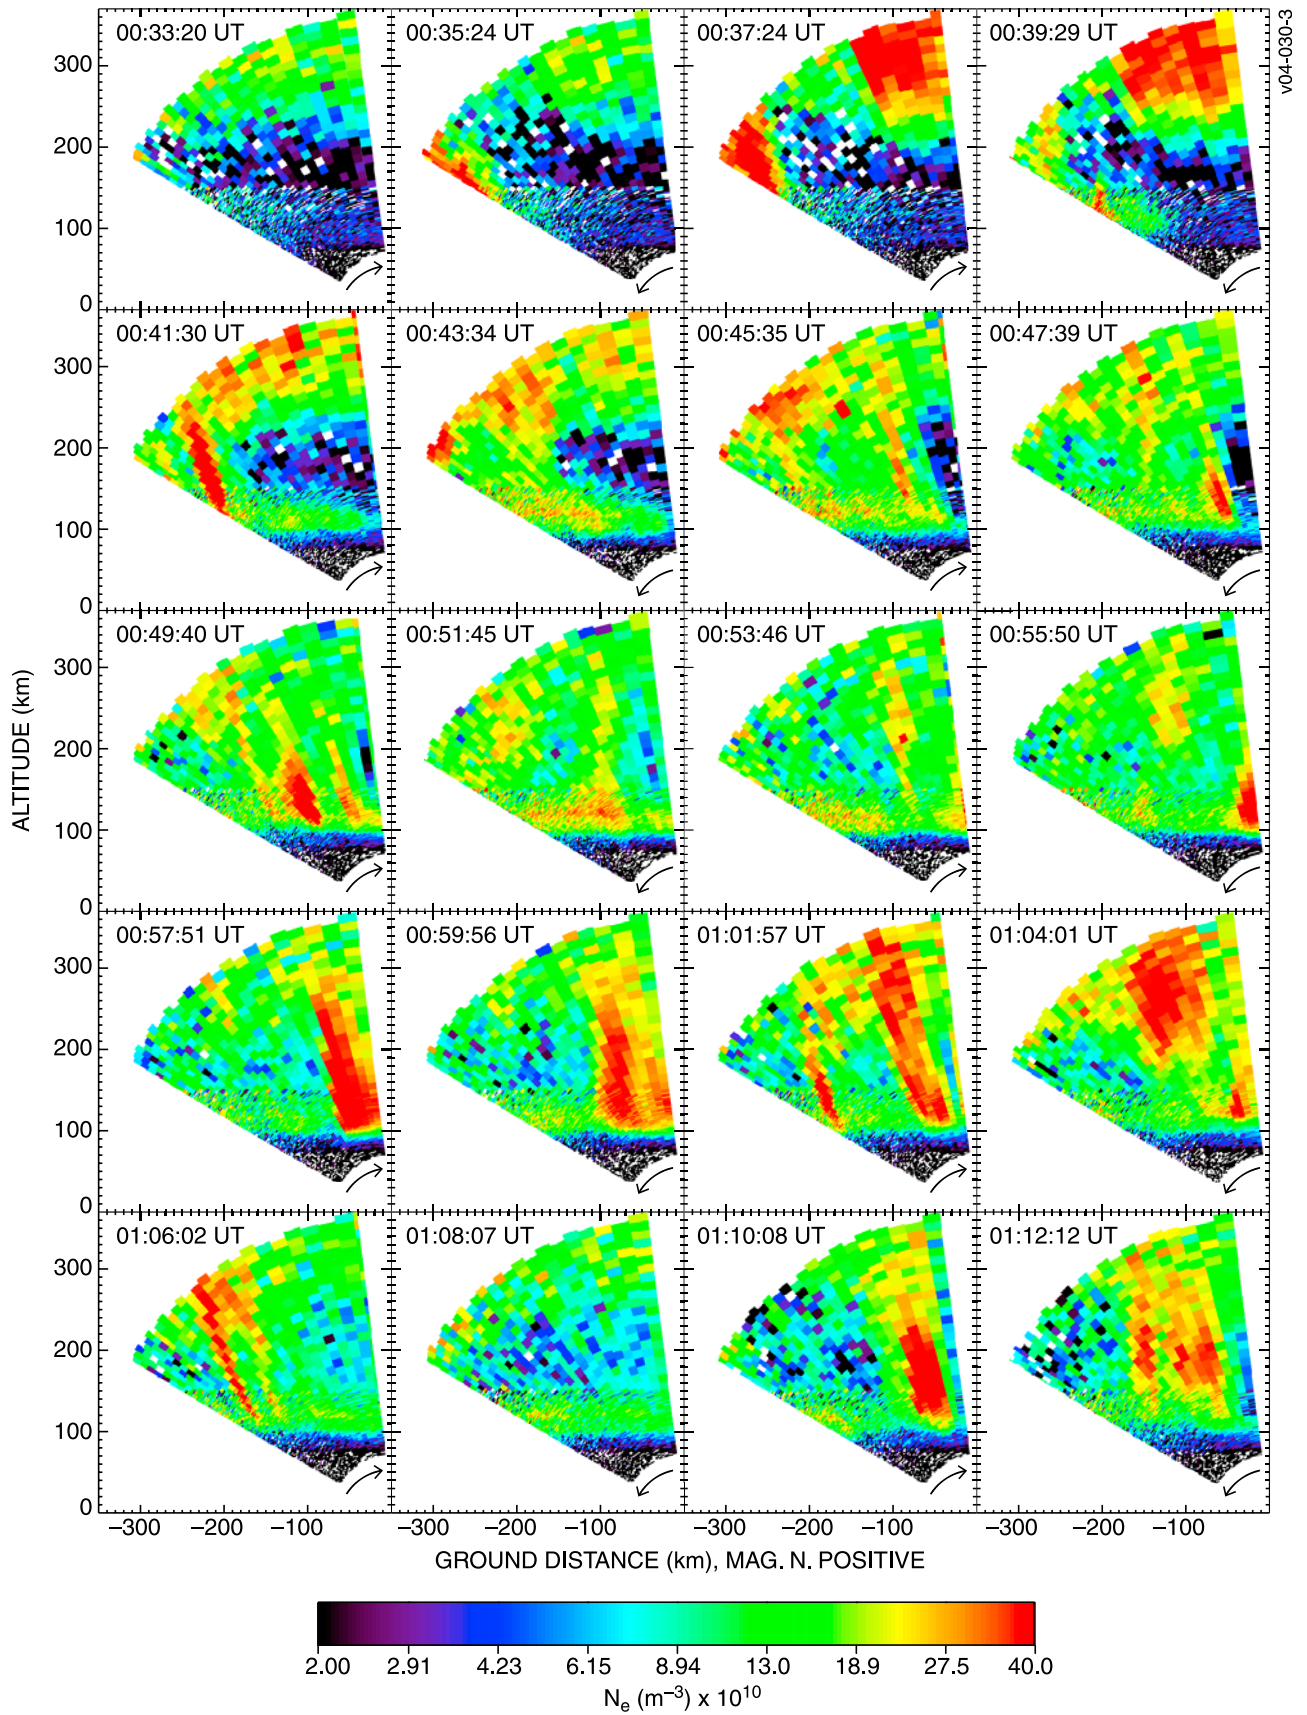 v04-030-3
00:33:20 UT 00:35:24 UT 00:37:24 UT 00:39:29 UT
300
200
100
0
00:41:30 UT 00:43:34 UT 00:45:35 UT 00:47:39 UT
300
200
100
0
00:49:40 UT 00:51:45 UT 00:53:46 UT 00:55:50 UT
300
200
100
0
ALTITUDE (km)
00:57:51 UT 00:59:56 UT 01:01:57 UT 01:04:01 UT
300
200
100
0
01:06:02 UT 01:08:07 UT 01:10:08 UT 01:12:12 UT
300
200
100
0
−300 −200 −100 −300 −200 −100 −300 −200 −100 −300 −200 −100
GROUND DISTANCE (km), MAG. N. POSITIVE
2.00 2.91 4.23 6.15 8.94 13.0 18.9 27.5 40.0
Nₑ (m⁻³) x 10¹⁰